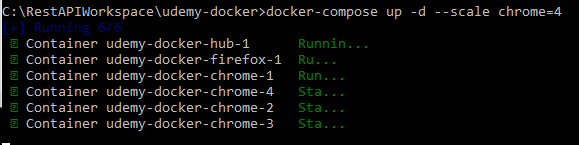 C:\RestAPIWorkspace\udemy-docker>docker-compose up -d --scale chrome=4
[+] Running 6/6
Container udemy-docker-hub-1 Runnin...
Container udemy-docker-firefox-1 Ru...
Container udemy-docker-chrome-1 Run...
Container udemy-docker-chrome-4 Sta...
Container udemy-docker-chrome-2 Sta...
Container udemy-docker-chrome-3 Sta...